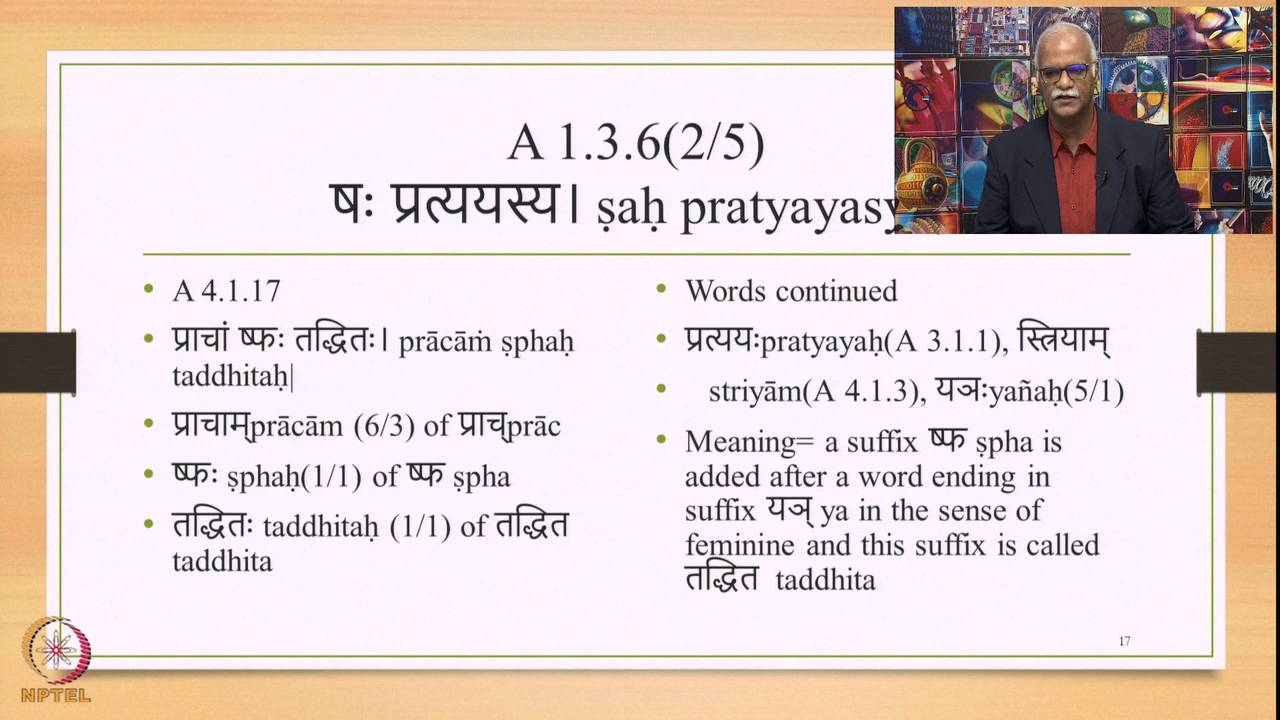 A 1.3.6(2/5)
षः प्रत्ययस्य। ṣaḥ pratyayasy
A 4.1.17
प्राचां ष्फः तद्धितः। prācāṁ ṣphaḥ
taddhitaḥ|
प्राचाम्prācām (6/3) of प्राच्prāc
ष्फः ṣphaḥ(1/1) of ष्फ ṣpha
तद्धितः taddhitaḥ (1/1) of तद्धित
taddhita
Words continued
प्रत्ययःpratyayaḥ(A 3.1.1), स्त्रियाम्
striyām(A 4.1.3), यञःyañaḥ(5/1)
Meaning= a suffix ष्फ ṣpha is
added after a word ending in
suffix यञ् ya in the sense of
feminine and this suffix is called
तद्धित taddhita
17
NPTEL